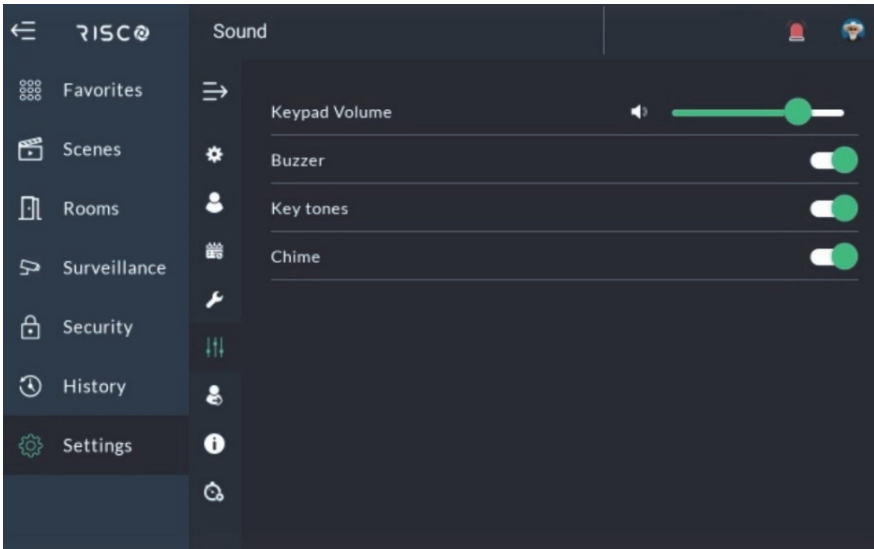 RISCO
Sound
Favorites
Scenes
Rooms
Surveillance
Security
History
Settings
Keypad Volume
Buzzer
Key tones
Chime